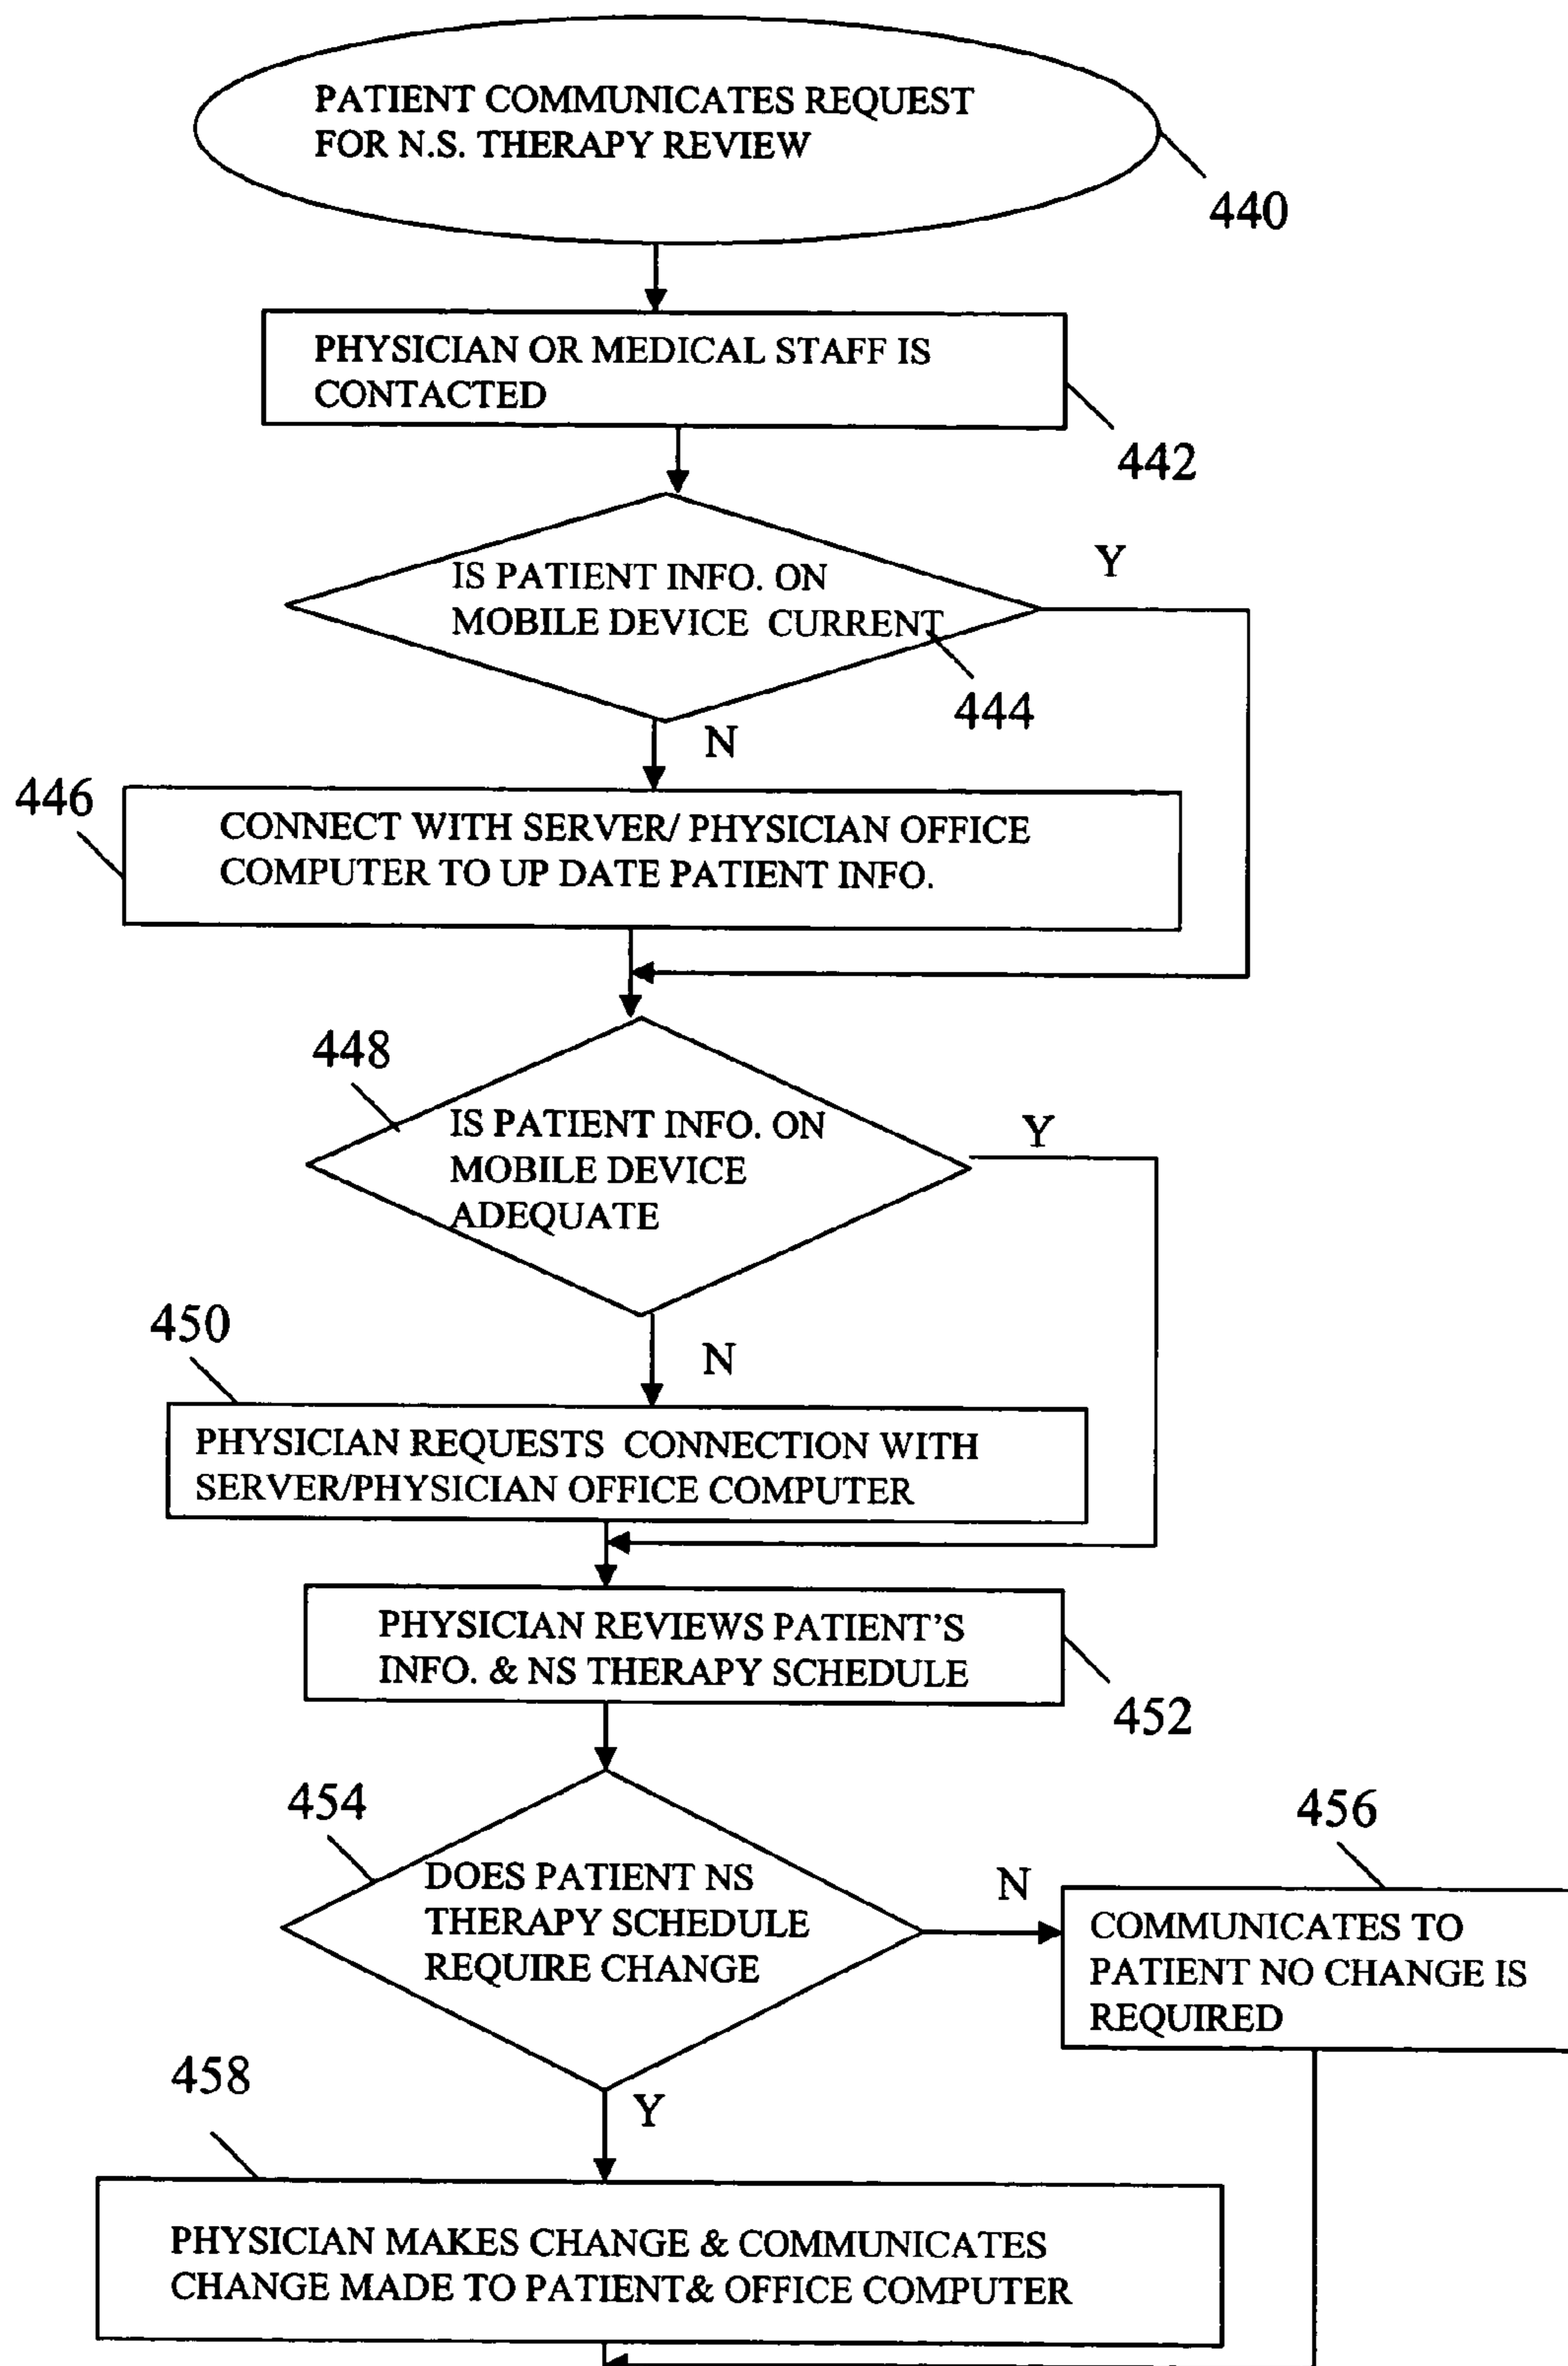 PATIENT COMMUNICATES REQUEST
FOR N.S. THERAPY REVIEW
440
PHYSICIAN OR MEDICAL STAFF IS
CONTACTED
442
IS PATIENT INFO. ON
MOBILE DEVICE CURRENT
Y
444
N
446
CONNECT WITH SERVER/ PHYSICIAN OFFICE
COMPUTER TO UP DATE PATIENT INFO.
448
IS PATIENT INFO. ON
MOBILE DEVICE
ADEQUATE
Y
N
450
PHYSICIAN REQUESTS CONNECTION WITH
SERVER/PHYSICIAN OFFICE COMPUTER
PHYSICIAN REVIEWS PATIENT'S
INFO. & NS THERAPY SCHEDULE
452
454
DOES PATIENT NS
THERAPY SCHEDULE
REQUIRE CHANGE
N
456
COMMUNICATES TO
PATIENT NO CHANGE IS
REQUIRED
Y
458
PHYSICIAN MAKES CHANGE & COMMUNICATES
CHANGE MADE TO PATIENT& OFFICE COMPUTER